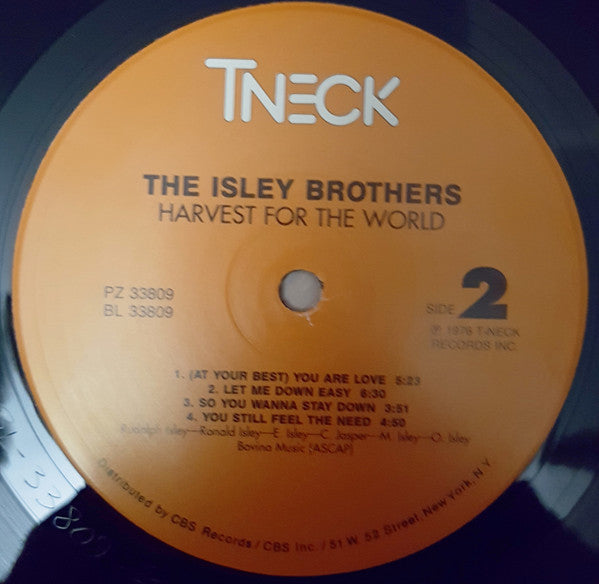 TNECK
THE ISLEY BROTHERS
HARVEST FOR THE WORLD
PZ 33809
BL 33809
SIDE 2
℗ 1976 T-NECK
RECORDS INC.
1. (AT YOUR BEST) YOU ARE LOVE 5:23
2. LET ME DOWN EASY 6:30
3. SO YOU WANNA STAY DOWN 3:51
4. YOU STILL FEEL THE NEED 4:50
Rudolph Isley—Ronald Isley—E. Isley—C. Jasper—M. Isley—O. Isley
Bovina Music [ASCAP]
Distributed by CBS Records / CBS Inc. / 51 W. 52 Street, New York, N.Y.
-33809